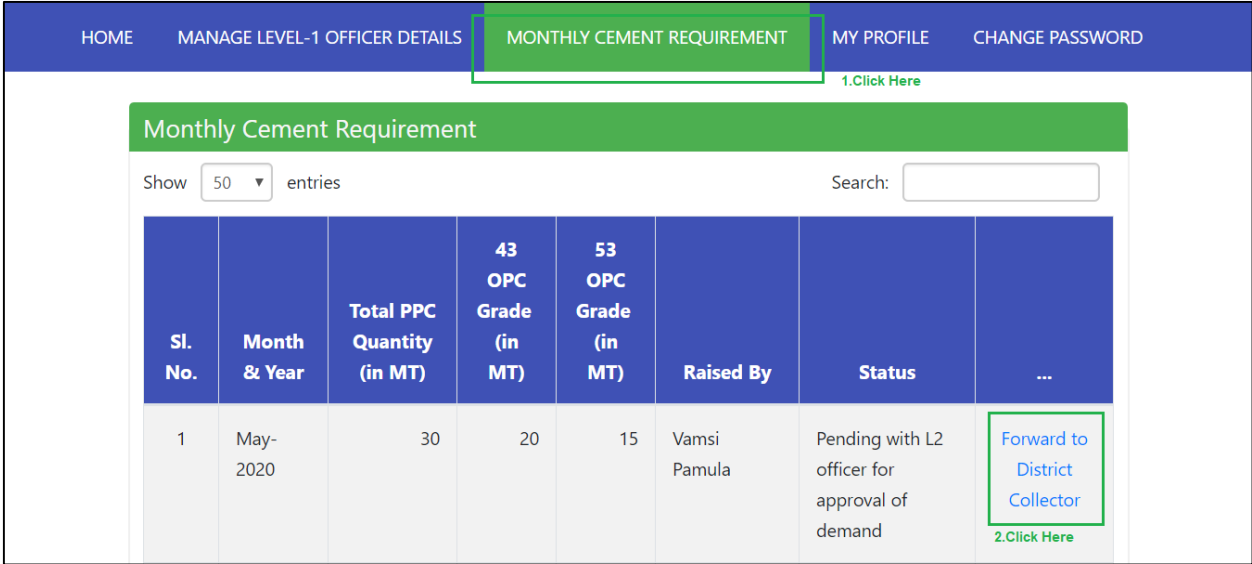 HOME MANAGE LEVEL-1 OFFICER DETAILS MONTHLY CEMENT REQUIREMENT MY PROFILE CHANGE PASSWORD
1.Click Here
Monthly Cement Requirement
Show 50 entries Search:
Sl.
No.
Month
& Year
Total PPC
Quantity
(in MT)
43
OPC
Grade
(in
MT)
53
OPC
Grade
(in
MT)
Raised By
Status
...
1
May-
2020
30
20
15
Vamsi
Pamula
Pending with L2
officer for
approval of
demand
Forward to
District
Collector
2.Click Here